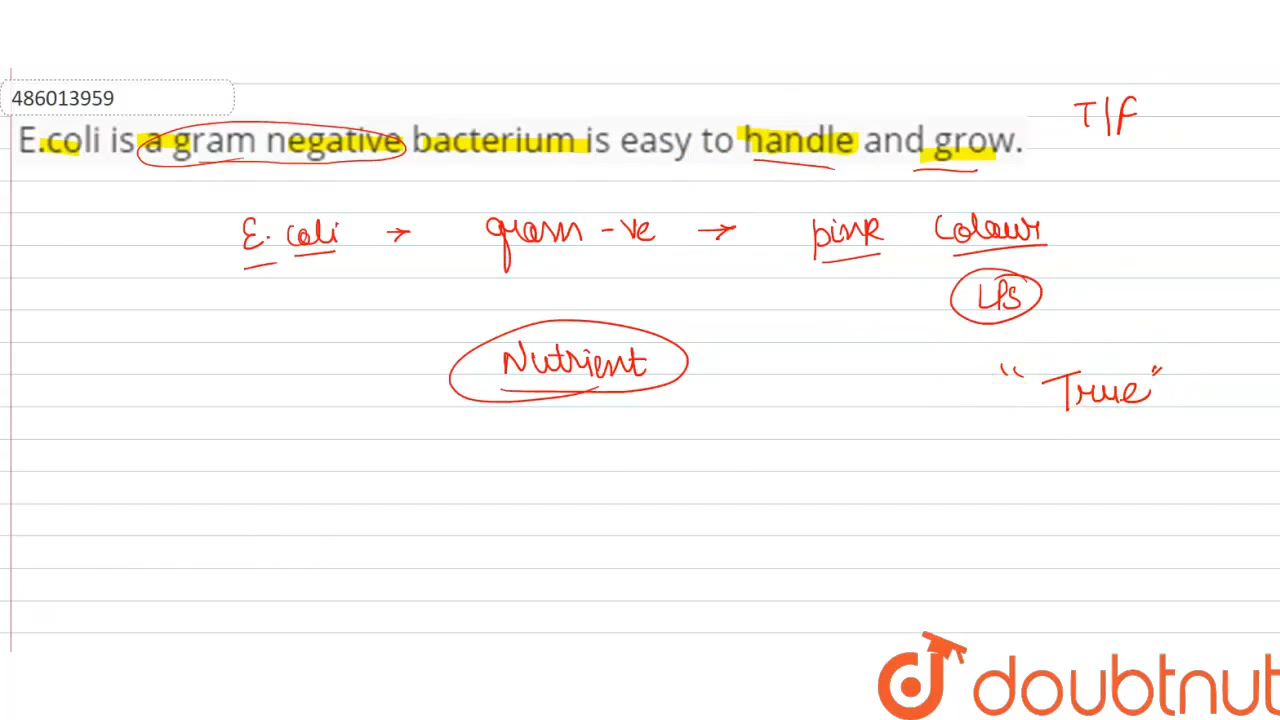 486013959
T/F
E.coli is a gram negative bacterium is easy to handle and grow.
E. coli → gram -ve → pink colour
LPS
Nutrient
"True"
doubtnut